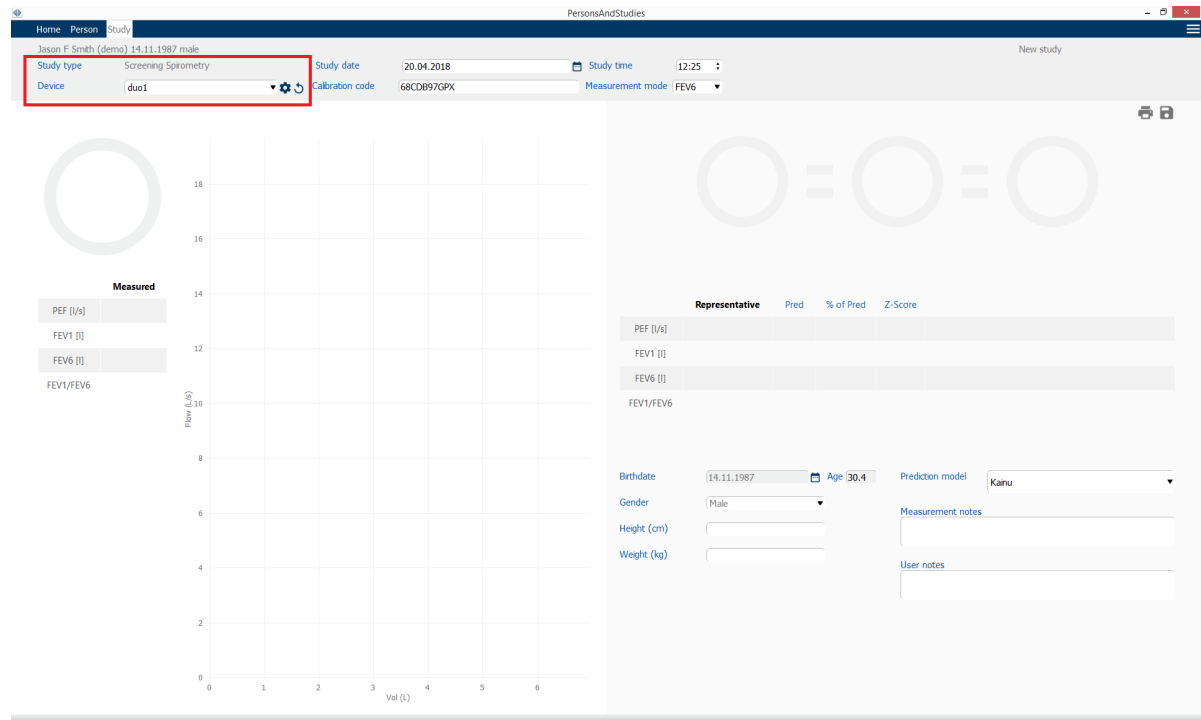 PersonsAndStudies
Home Person Study
Jason F Smith (demo) 14.11.1987 male New study
Study type Screening Spirometry Study date 20.04.2018 Study time 12:25
Device duo1 Calibration code 68CDB97GPX Measurement mode FEV6
Measured
PEF [l/s]
FEV1 [l]
FEV6 [l]
FEV1/FEV6
Flow (L/s)
18
16
14
12
10
8
6
4
2
0
0 1 2 3 4 5 6
Vol (L)
Representative Pred % of Pred Z-Score
PEF [l/s]
FEV1 [l]
FEV6 [l]
FEV1/FEV6
Birthdate 14.11.1987 Age 30.4
Gender Male
Height (cm)
Weight (kg)
Prediction model Kainu
Measurement notes
User notes